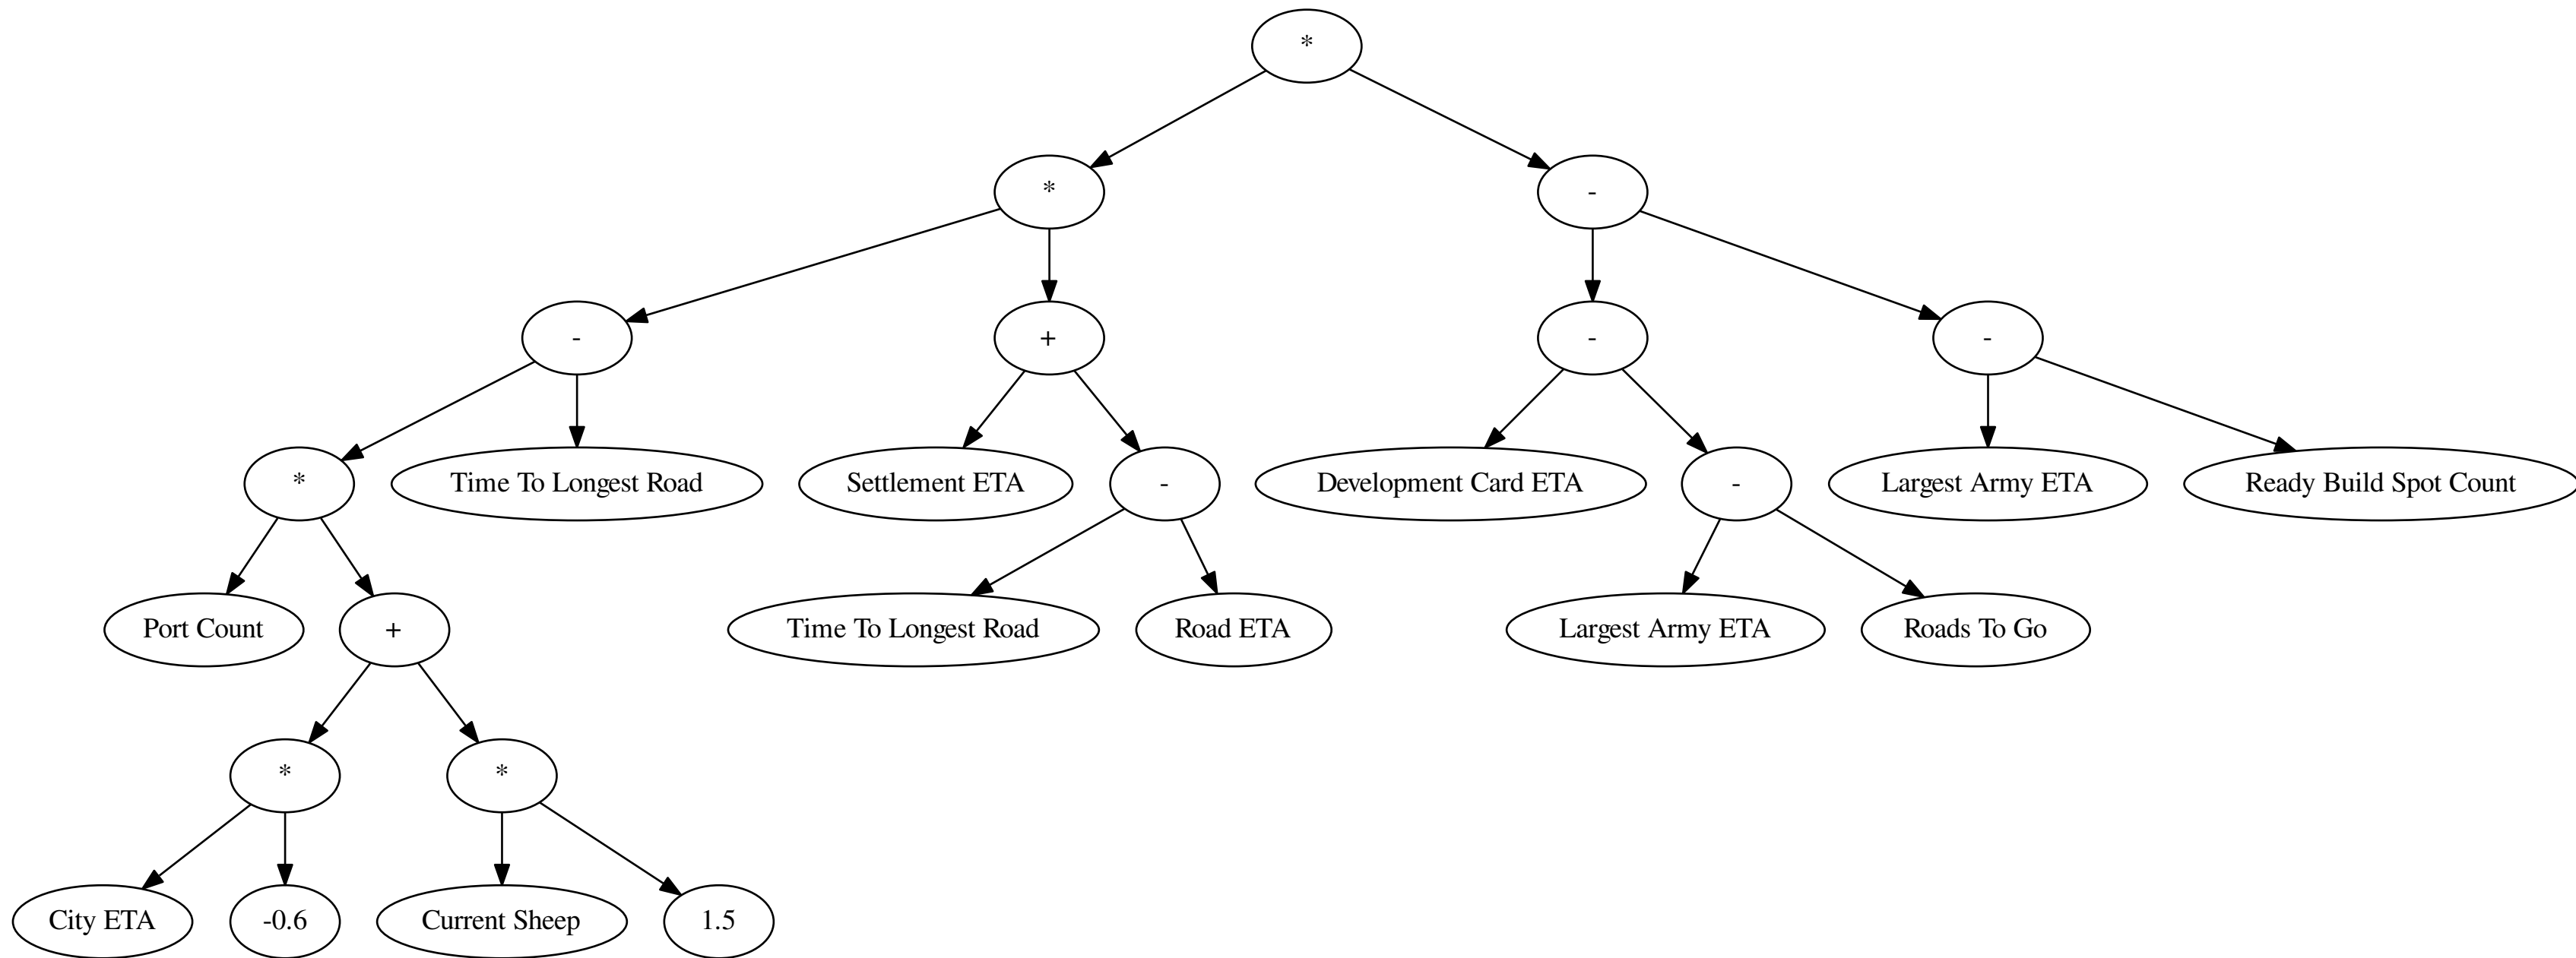 *
*
-
-
+
-
-
*
Time To Longest Road
Settlement ETA
-
Development Card ETA
-
Largest Army ETA
Ready Build Spot Count
Port Count
+
Time To Longest Road
Road ETA
Largest Army ETA
Roads To Go
*
*
City ETA
-0.6
Current Sheep
1.5